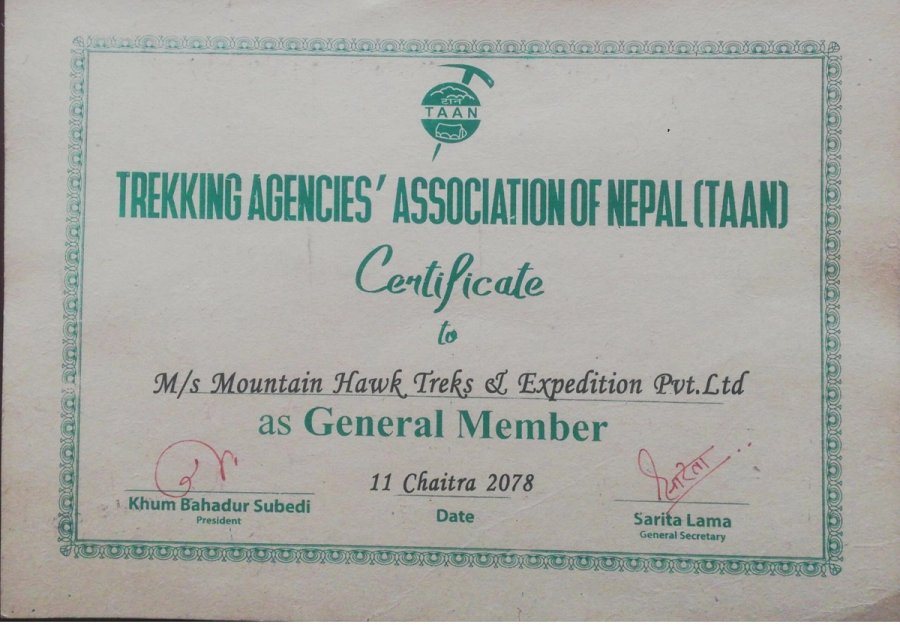 टान
TAAN
TREKKING AGENCIES' ASSOCIATION OF NEPAL (TAAN)
Certificate
to
M/s Mountain Hawk Treks & Expedition Pvt.Ltd
as General Member
सरिता
11 Chaitra 2078
Khum Bahadur Subedi
President
Date
Sarita Lama
General Secretary